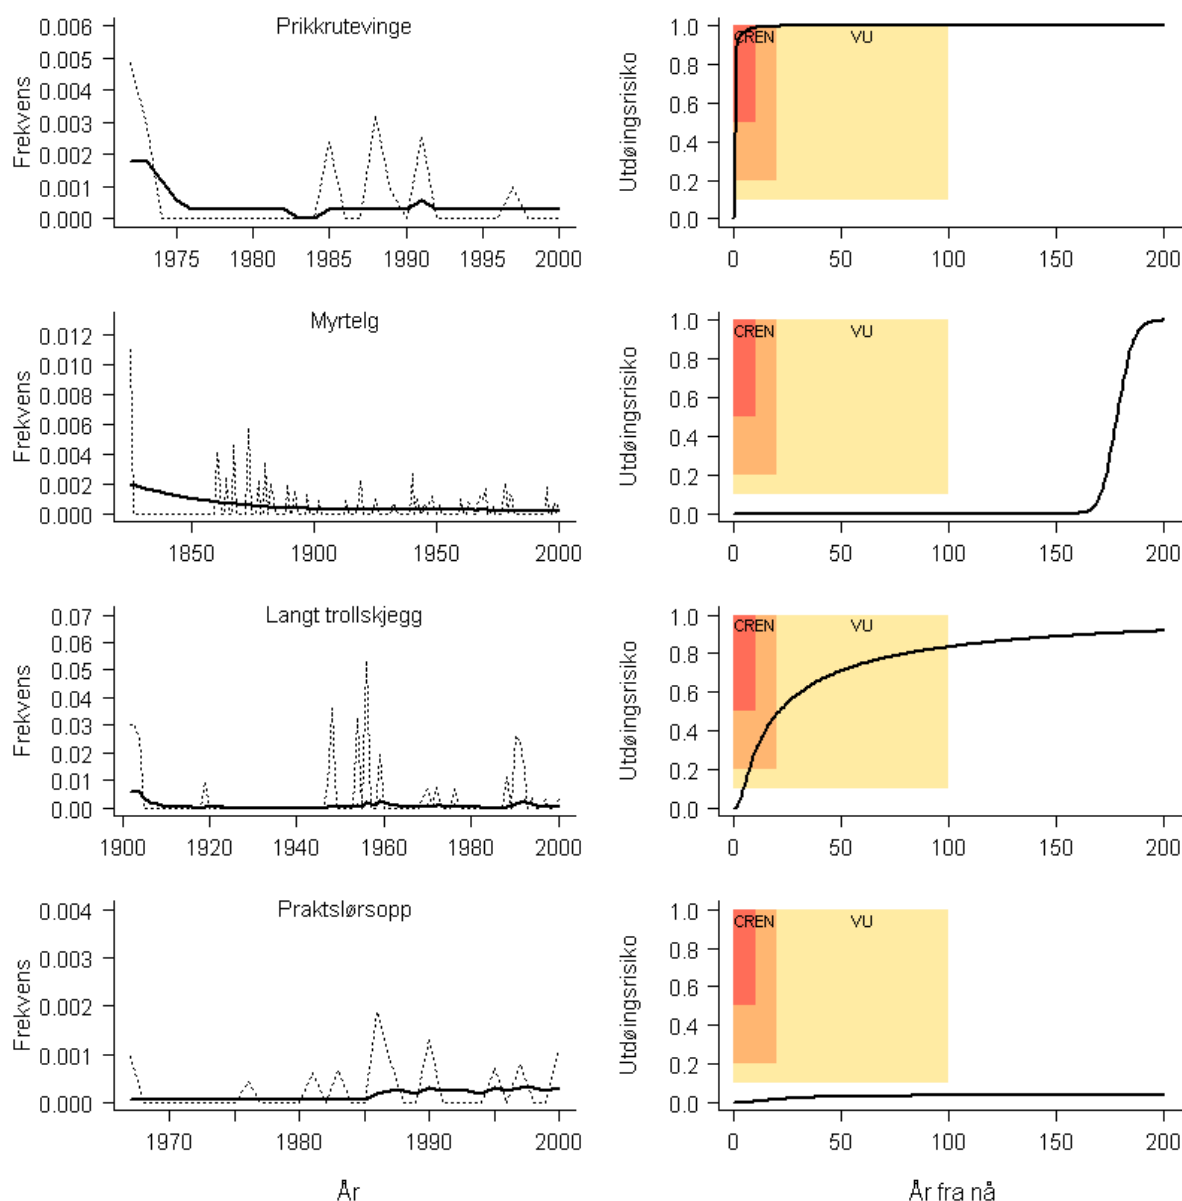 Prikkrutevinge
Frekvens
0.006
0.005
0.004
0.003
0.002
0.001
0.000
1975 1980 1985 1990 1995 2000
Utdøingsrisiko
1.0
0.8
0.6
0.4
0.2
0.0
CREN VU
0 50 100 150 200
Myrtelg
Frekvens
0.012
0.010
0.008
0.006
0.004
0.002
0.000
1850 1900 1950 2000
Utdøingsrisiko
1.0
0.8
0.6
0.4
0.2
0.0
CREN VU
0 50 100 150 200
Langt trollskjegg
Frekvens
0.07
0.06
0.05
0.04
0.03
0.02
0.01
0.00
1900 1920 1940 1960 1980 2000
Utdøingsrisiko
1.0
0.8
0.6
0.4
0.2
0.0
CREN VU
0 50 100 150 200
Praktslørsopp
Frekvens
0.004
0.003
0.002
0.001
0.000
1970 1980 1990 2000
År
Utdøingsrisiko
1.0
0.8
0.6
0.4
0.2
0.0
CREN VU
0 50 100 150 200
År fra nå